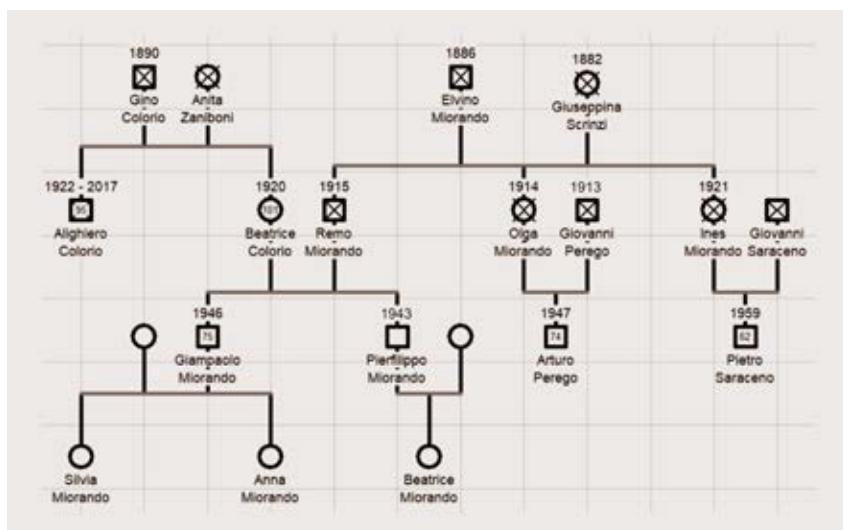 1890
Gino
Colorio
Anita
Zaniboni
1886
Elvino
Miorando
1882
Giuseppina
Scrinzi
1922 - 2017
95
Alighiero
Colorio
1920
101
Beatrice
Colorio
1915
Remo
Miorando
1914
Olga
Miorando
1913
Giovanni
Perego
1921
Ines
Miorando
Giovanni
Saraceno
1946
75
Giampaolo
Miorando
1943
Pierfilippo
Miorando
1947
74
Arturo
Perego
1959
62
Pietro
Saraceno
Silvia
Miorando
Anna
Miorando
Beatrice
Miorando